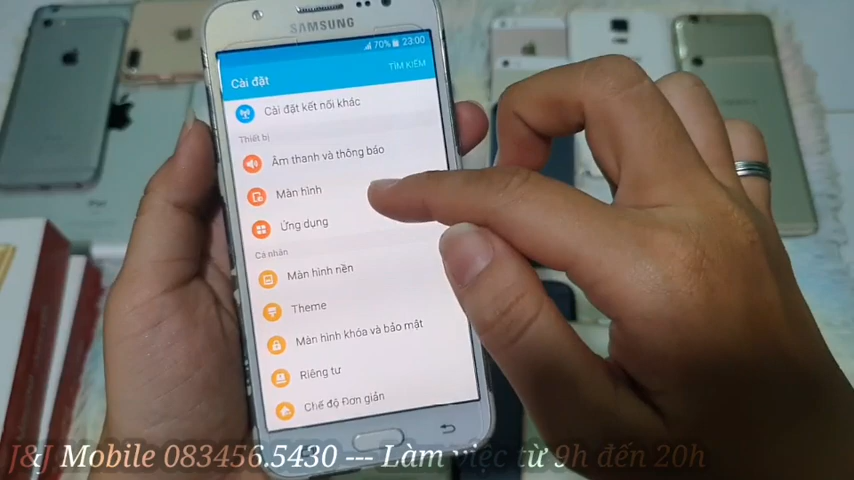 SAMSUNG
70% 23:00
Cài đặt
TÌM KIẾM
Cài đặt kết nối khác
Thiết bị
Âm thanh và thông báo
Màn hình
Ứng dụng
Cá nhân
Màn hình nền
Theme
Màn hình khóa và bảo mật
Riêng tư
Chế độ Đơn giản
J&J Mobile 083456.5430 --- Làm việc từ 9h đến 20h